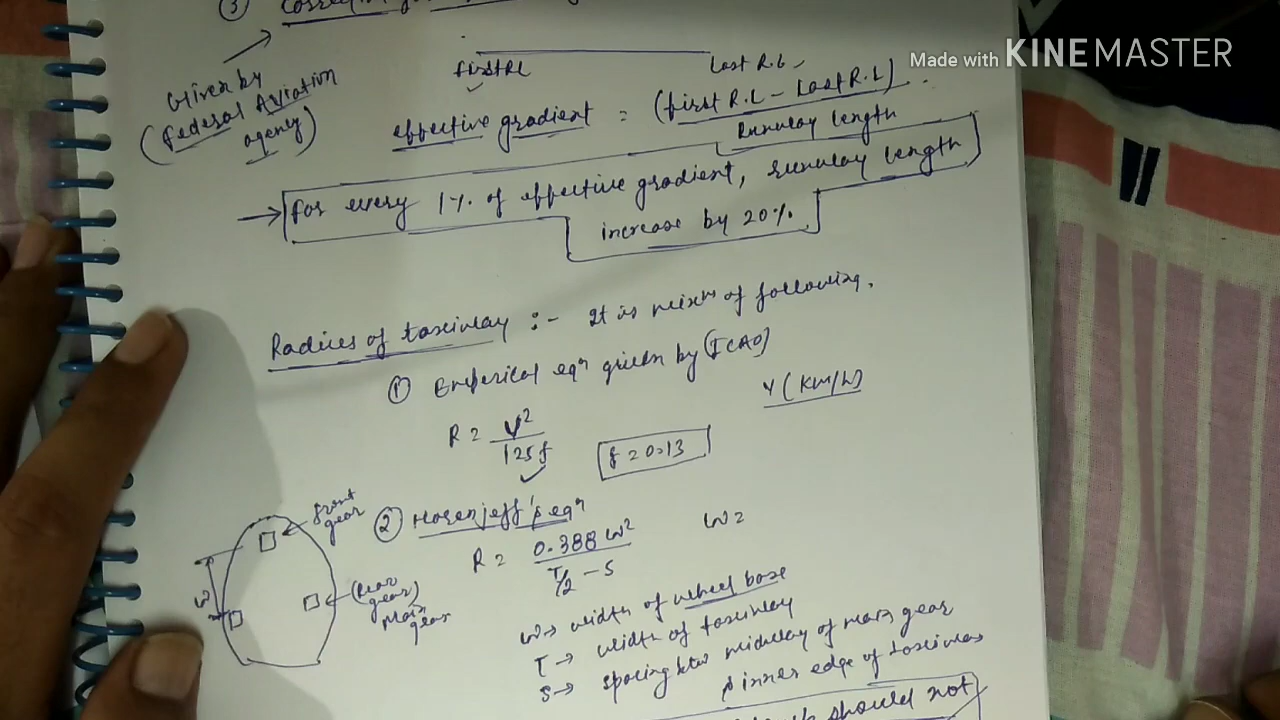 Made with KINEMASTER
③
Given by
(Federal Aviation
agency)
first RL
Last R.L
effective gradient = (first R.L - Last R.L)
Runway length
→ For every 1% of effective gradient, runway length
increase by 20%.
Radius of taxiway :- It is mixm of following.
① Emperical eqn given by (ICAO)
V (KM/h)
R = V²
125f
f = 0.13
② Horenjeff's eqn
R = 0.388 W²
T/2 - S
W =
front
gear
(Rear
gear)
Main
gear
W
W → width of wheel base
T → width of taxiway
S → spacing btw midway of main gear
& inner edge of taxiway
should not